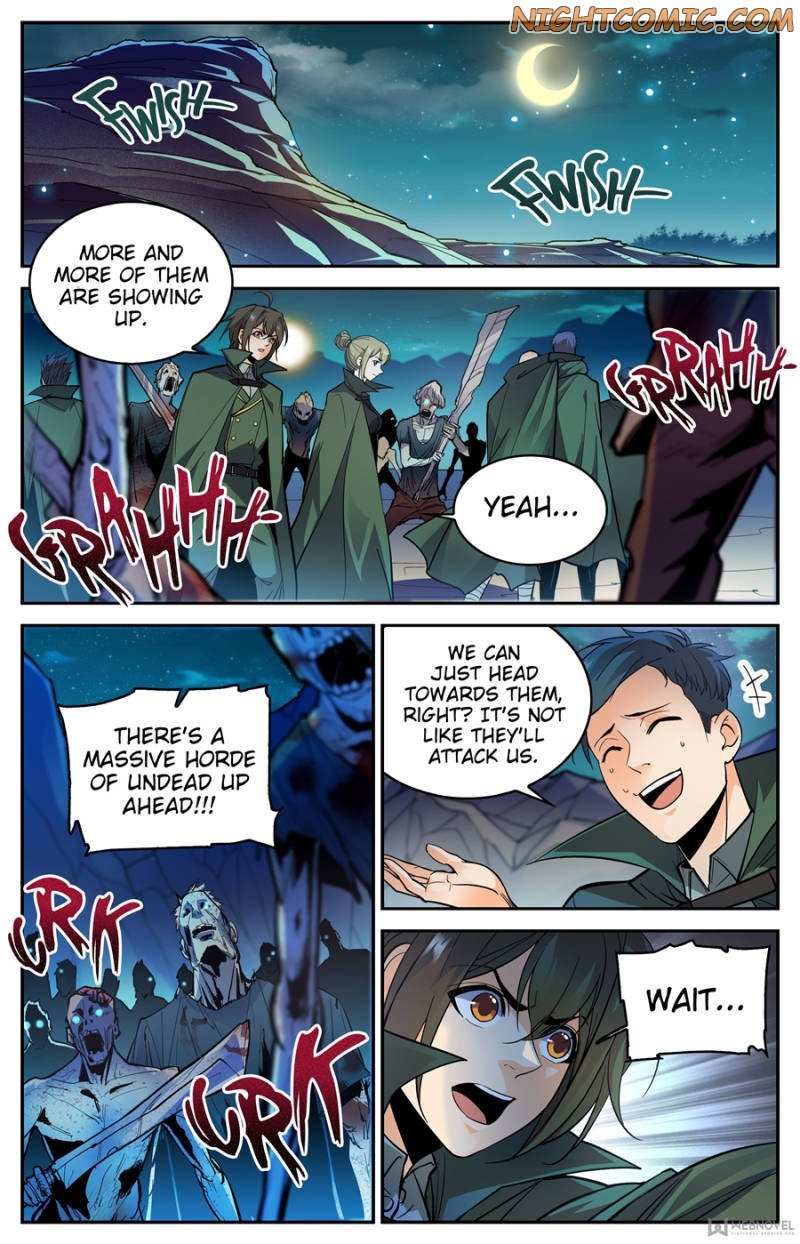 NIGHTCOMIC.COM
FWISH-
FWISH-
MORE AND
MORE OF THEM
ARE SHOWING
UP.
GRRAHH-
GRAHHH-
YEAH...
THERE'S A
MASSIVE HORDE
OF UNDEAD UP
AHEAD!!!
WE CAN
JUST HEAD
TOWARDS THEM,
RIGHT? IT'S NOT
LIKE THEY'LL
ATTACK US.
URK
URK
WAIT...
WEBNOVEL